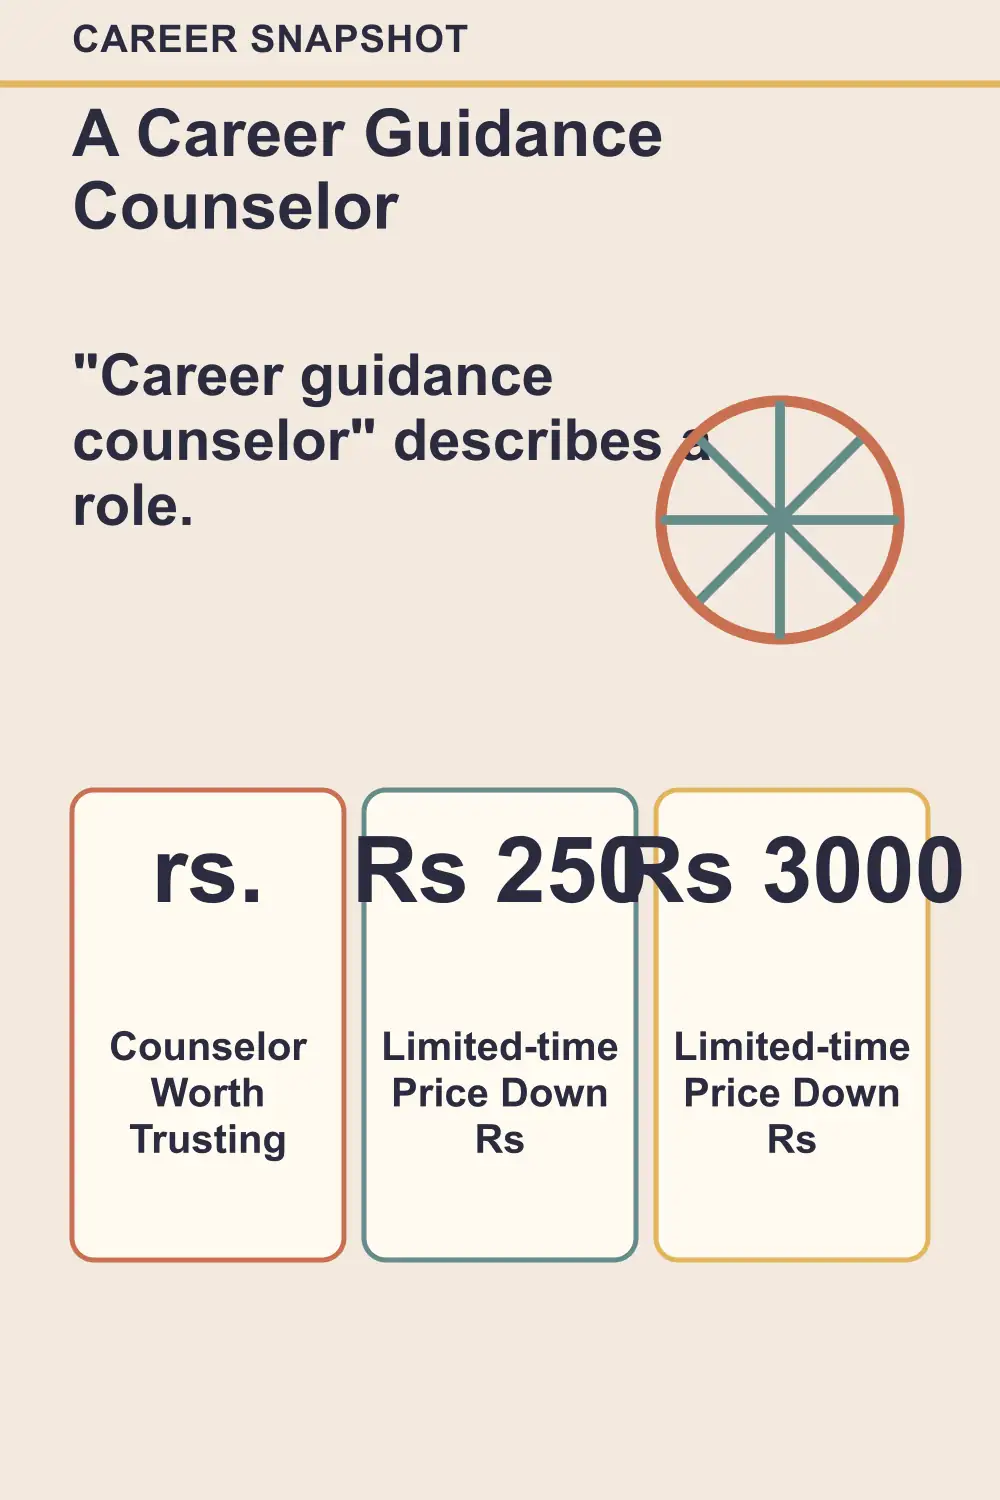 CAREER SNAPSHOT
A Career Guidance
Counselor
"Career guidance
counselor" describes a
role.
rs.
Rs 250
Rs 3000
Counselor
Worth
Trusting
Limited-time
Price Down
Rs
Limited-time
Price Down
Rs